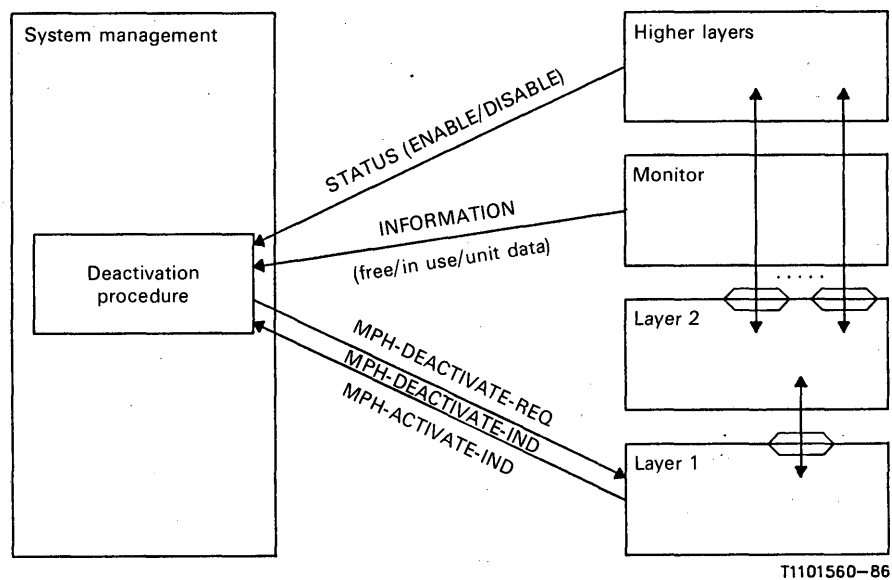 System management
Higher layers
STATUS (ENABLE/DISABLE)
Monitor
INFORMATION
(free/in use/unit data)
Deactivation
procedure
.....
Layer 2
MPH-DEACTIVATE-REQ
MPH-DEACTIVATE-IND
MPH-ACTIVATE-IND
Layer 1
T1101560-86